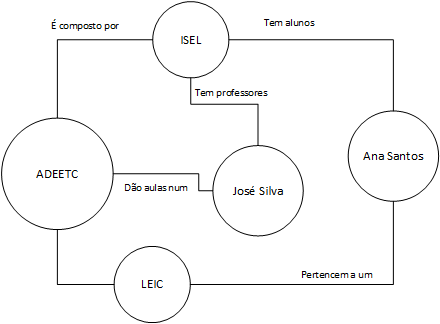 É composto por
ISEL
Tem alunos
Tem professores
Ana Santos
ADEETC
Dão aulas num
José Silva
Pertencem a um
LEIC